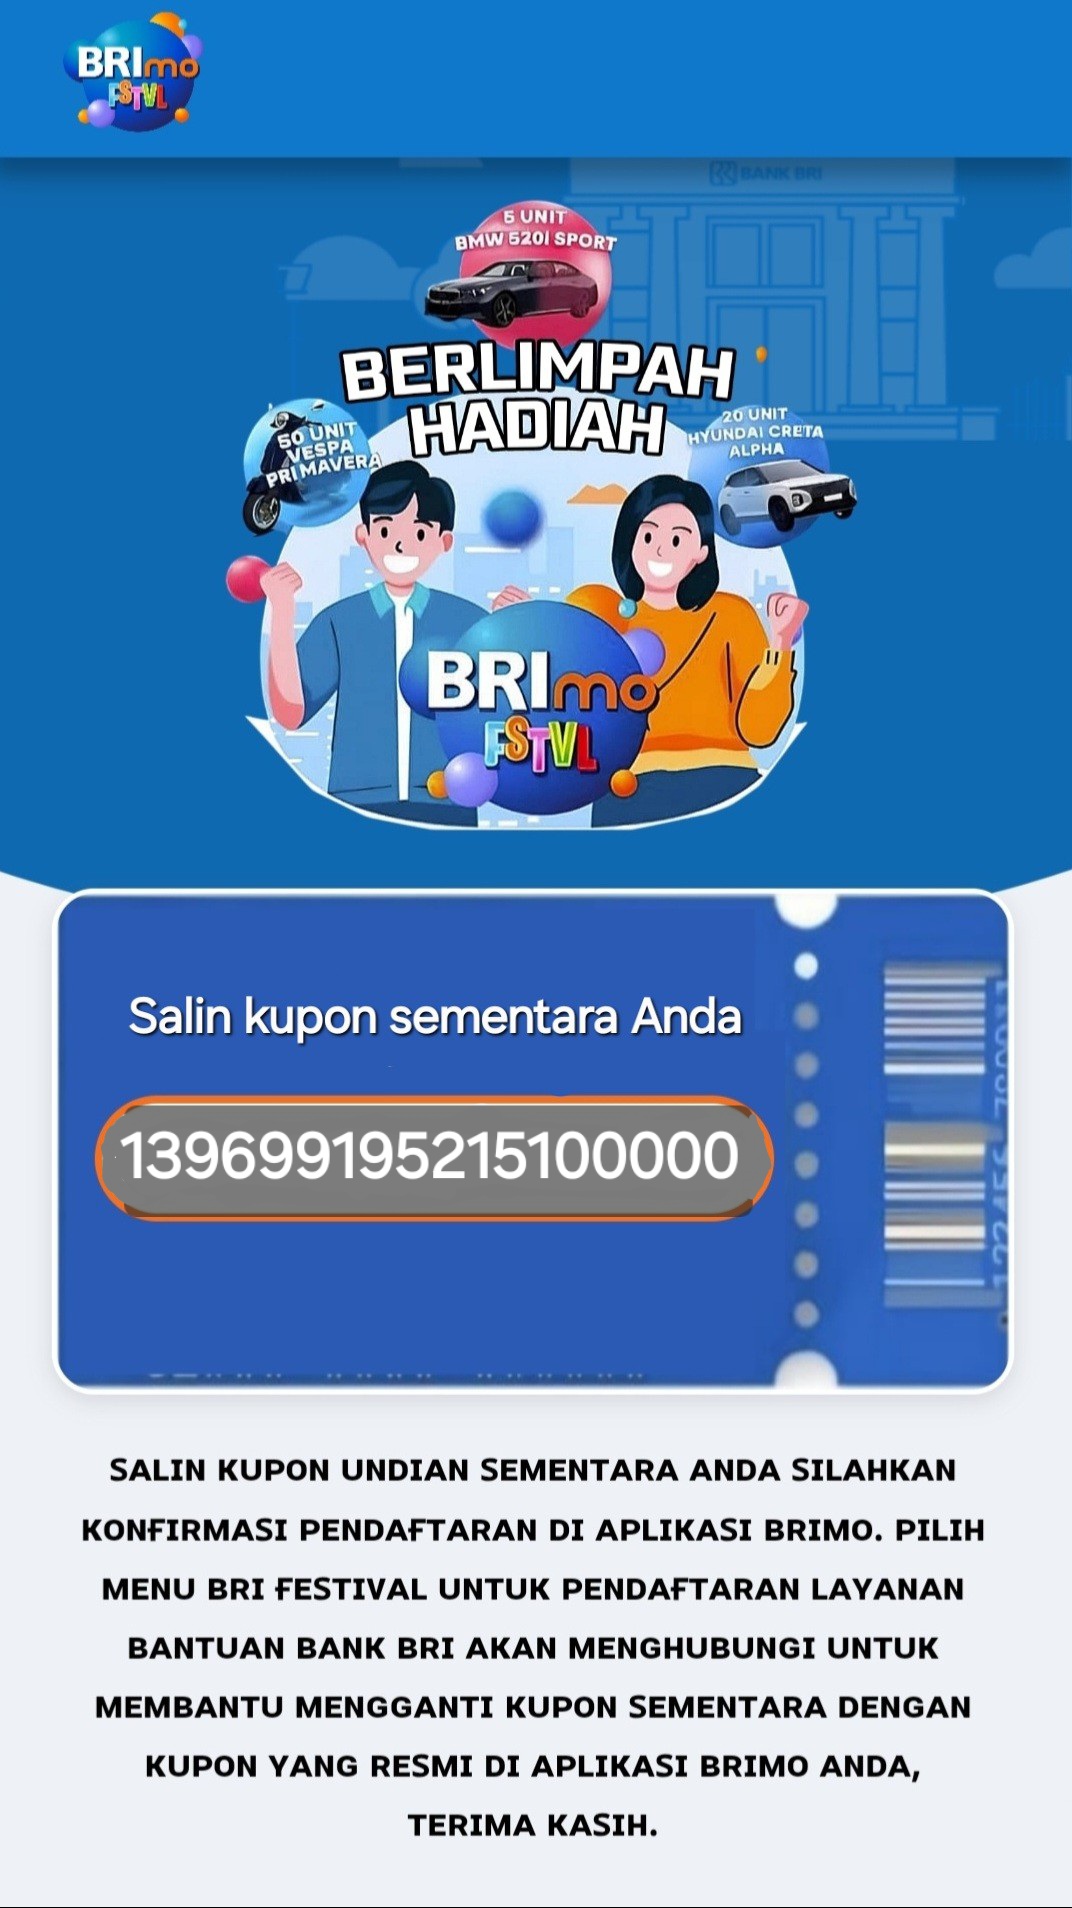 BRImo
FSTVL
BANK BRI
5 UNIT
BMW 520i SPORT
BERLIMPAH
HADIAH
50 UNIT
VESPA
PRIMAVERA
20 UNIT
HYUNDAI CRETA
ALPHA
BRImo
FSTVL
Salin kupon sementara Anda
139699195215100000
SALIN KUPON UNDIAN SEMENTARA ANDA SILAHKAN
KONFIRMASI PENDAFTARAN DI APLIKASI BRIMO. PILIH
MENU BRI FESTIVAL UNTUK PENDAFTARAN LAYANAN
BANTUAN BANK BRI AKAN MENGHUBUNGI UNTUK
MEMBANTU MENGGANTI KUPON SEMENTARA DENGAN
KUPON YANG RESMI DI APLIKASI BRIMO ANDA,
TERIMA KASIH.